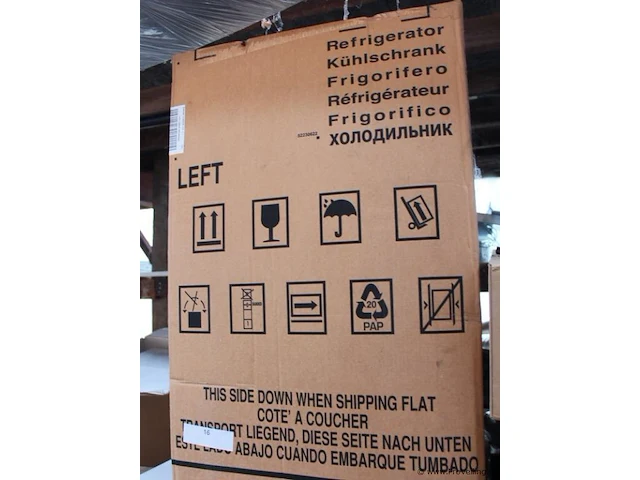 Refrigerator
Kühlschrank
Frigorifero
Réfrigérateur
Frigorifico
ХОЛОДИЛЬНИК
LEFT
20
PAP
THIS SIDE DOWN WHEN SHIPPING FLAT
COTE' A COUCHER
TRANSPORT LIEGEND, DIESE SEITE NACH UNTEN
16
ESTE LADO ABAJO CUANDO EMBARQUE TUMBADO